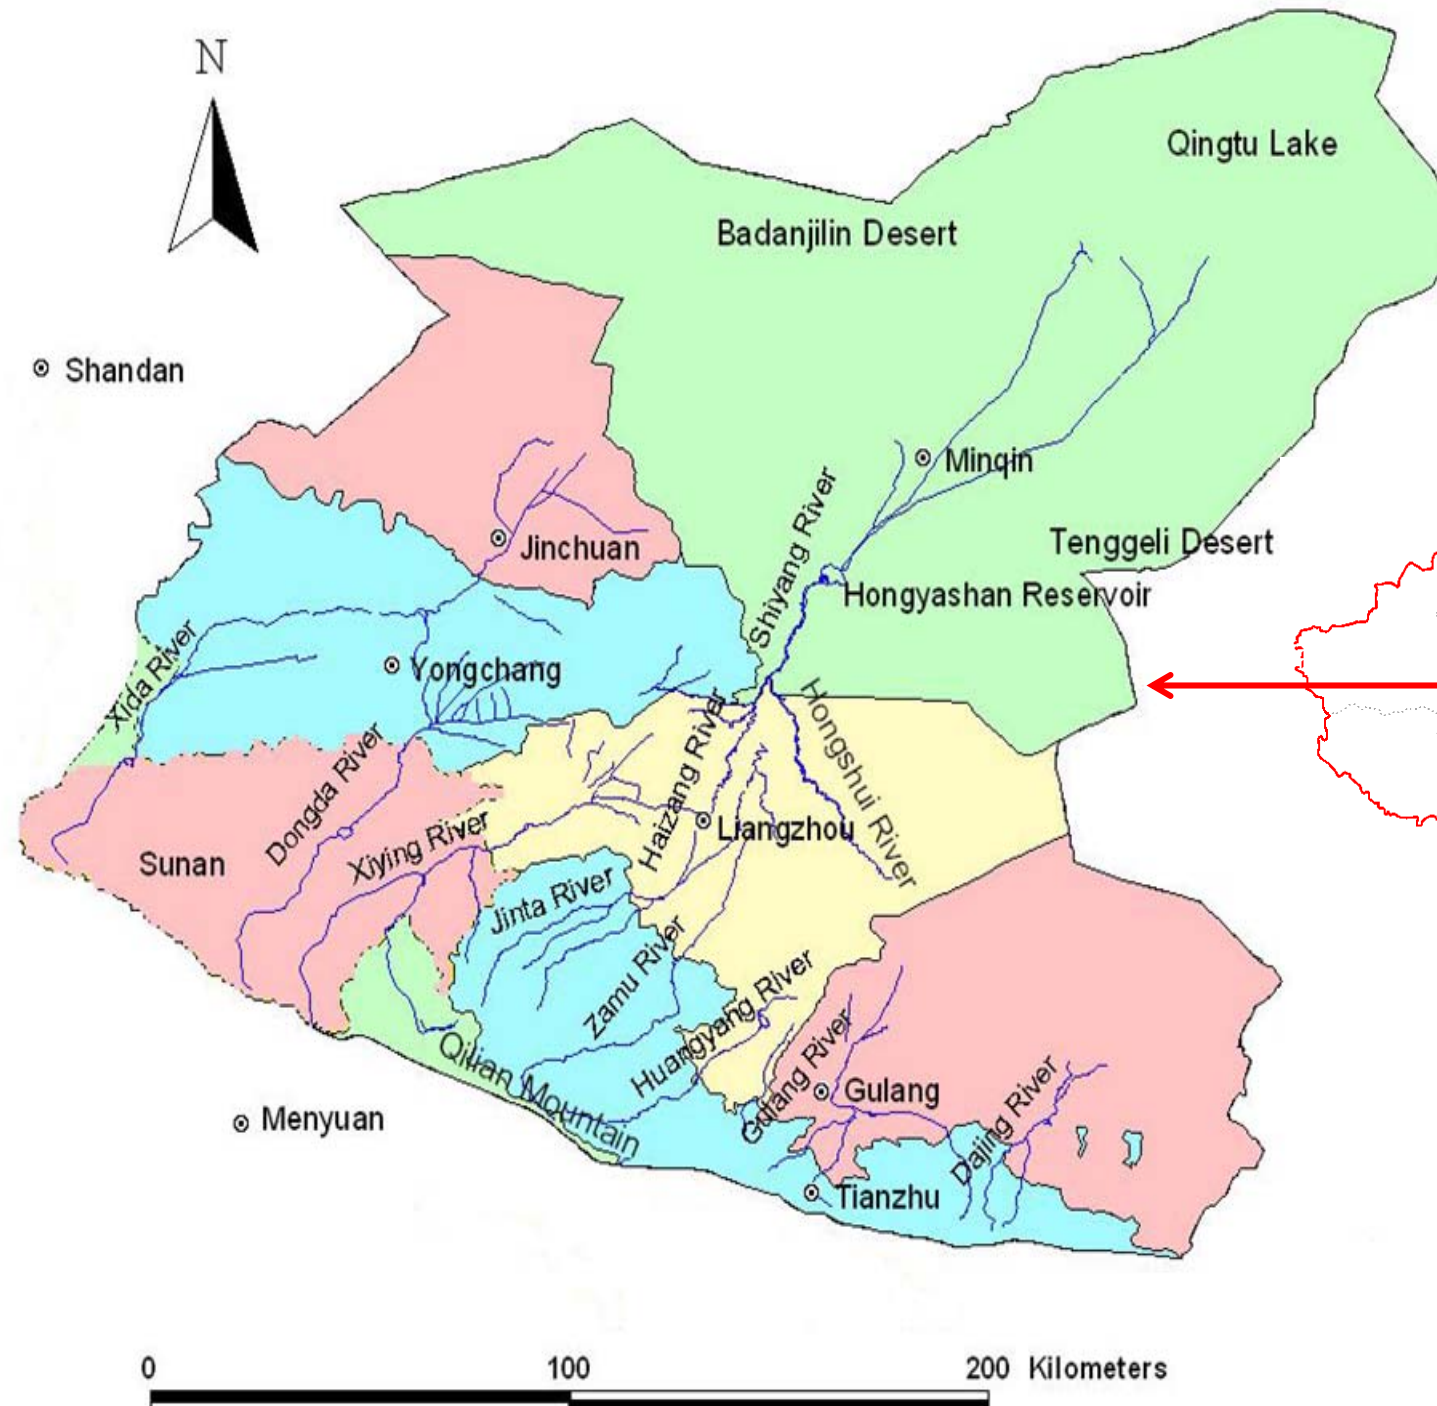 N
Qingtu Lake
Badanjilin Desert
Shandan
Minqin
Shiyang River
Jinchuan
Tenggeli Desert
Hongyashan Reservoir
Xida River
Yongchang
Hongshui River
Haizang River
Dongda River
Liangzhou
Xiying River
Sunan
Jinta River
Zamu River
Huangyang River
Gulang River
Qilian Mountain
Gulang
Dajing River
Menyuan
Tianzhu
0 100 200 Kilometers